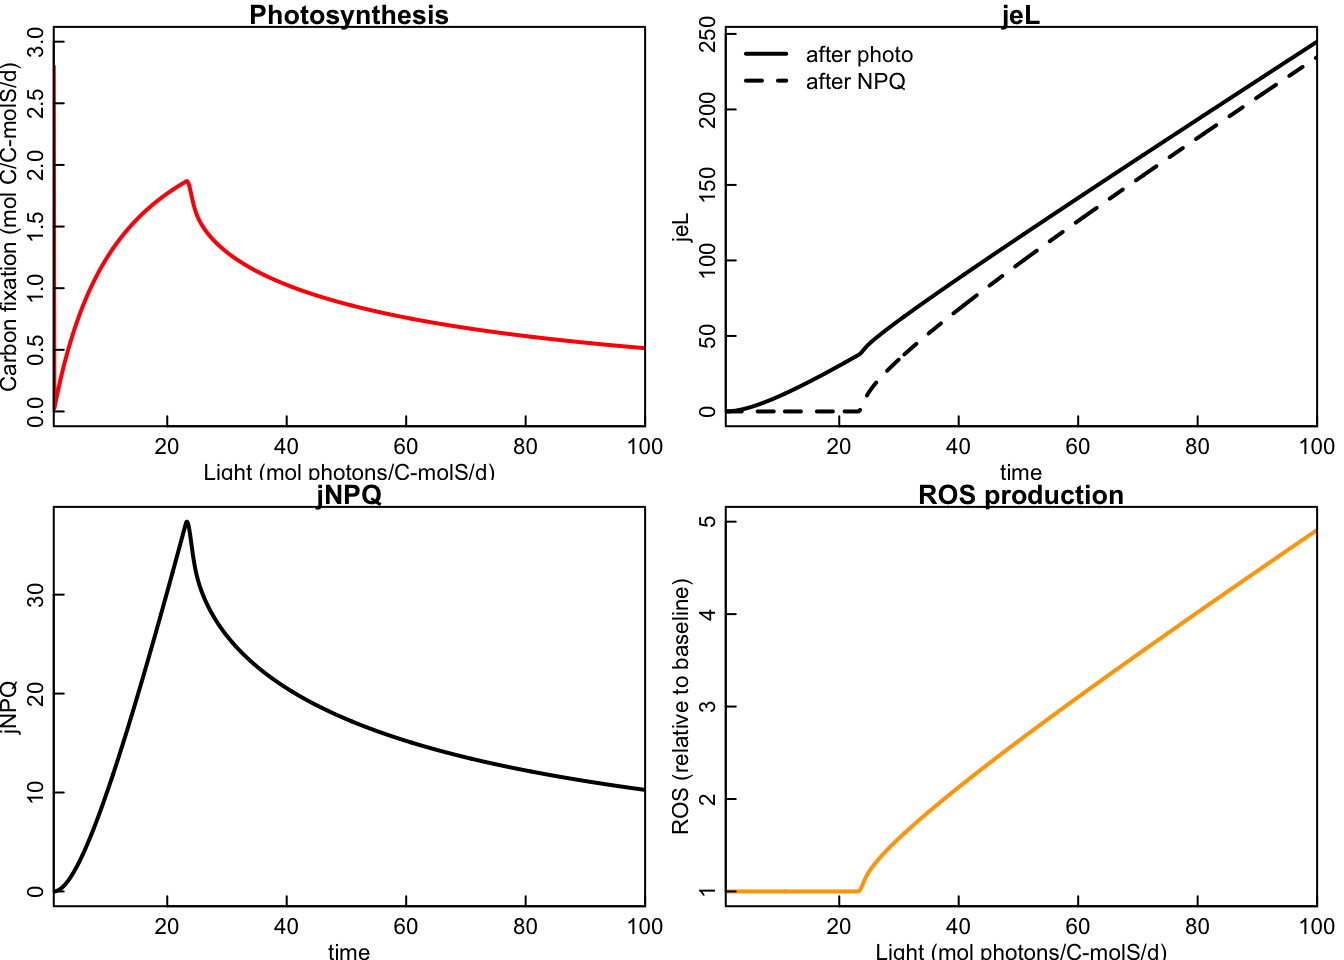 Photosynthesis
Carbon fixation (mol C/C-molS/d)
0.0 0.5 1.0 1.5 2.0 2.5 3.0
20 40 60 80 100
Light (mol photons/C-molS/d)
jeL
after photo
after NPQ
jeL
0 50 100 150 200 250
20 40 60 80 100
time
jNPQ
jNPQ
0 10 20 30
20 40 60 80 100
time
ROS production
ROS (relative to baseline)
1 2 3 4 5
20 40 60 80 100
Light (mol photons/C-molS/d)